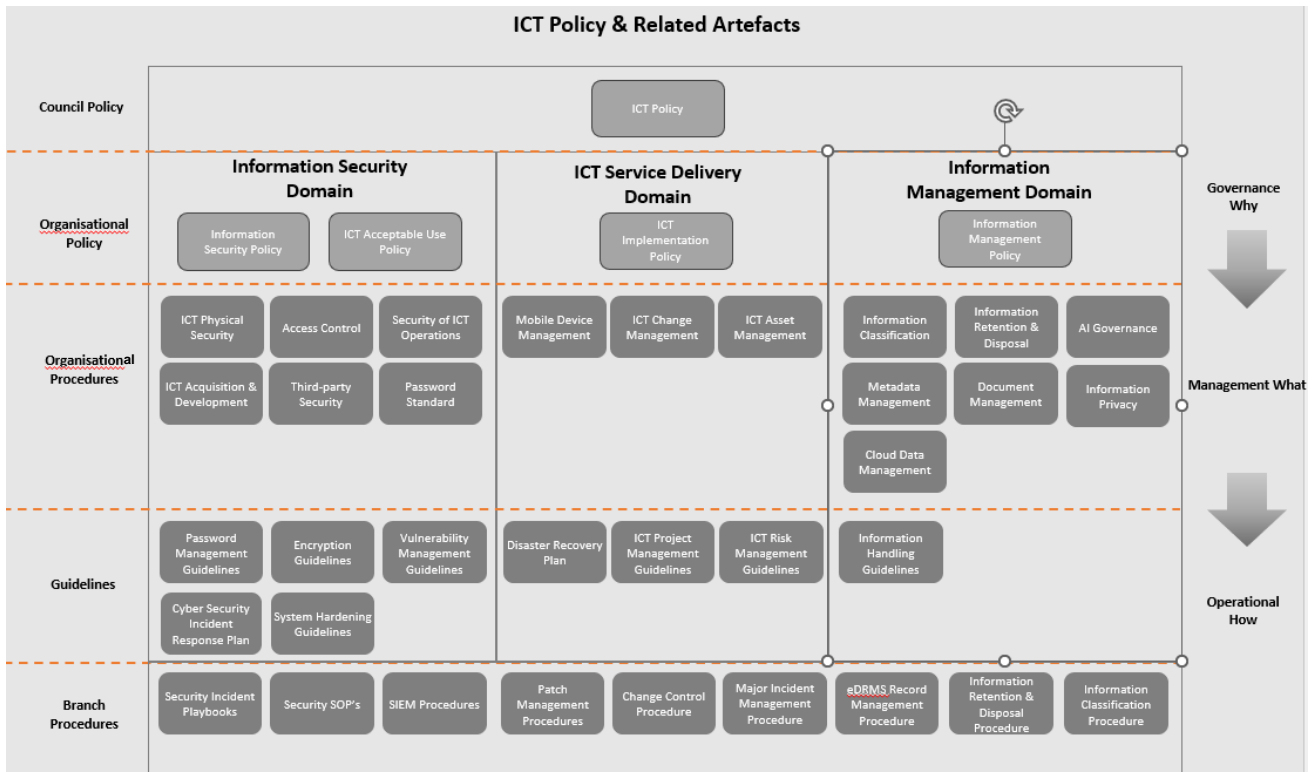 ICT Policy & Related Artefacts
Council Policy
ICT Policy
Information Security
Domain
ICT Service Delivery
Domain
Information
Management Domain
Governance
Why
Organisational
Policy
Information
Security Policy
ICT Acceptable Use
Policy
ICT
Implementation
Policy
Information
Management
Policy
Organisational
Procedures
ICT Physical
Security
Access Control
Security of ICT
Operations
Mobile Device
Management
ICT Change
Management
ICT Asset
Management
Information
Classification
Information
Retention &
Disposal
AI Governance
ICT Acquisition &
Development
Third-party
Security
Password
Standard
Metadata
Management
Document
Management
Information
Privacy
Management What
Cloud Data
Management
Guidelines
Password
Management
Guidelines
Encryption
Guidelines
Vulnerability
Management
Guidelines
Disaster Recovery
Plan
ICT Project
Management
Guidelines
ICT Risk
Management
Guidelines
Information
Handling
Guidelines
Cyber Security
Incident
Response Plan
System Hardening
Guidelines
Operational
How
Branch
Procedures
Security Incident
Playbooks
Security SOP's
SIEM Procedures
Patch
Management
Procedures
Change Control
Procedure
Major Incident
Management
Procedure
eDRMS Record
Management
Procedure
Information
Retention &
Disposal
Procedure
Information
Classification
Procedure